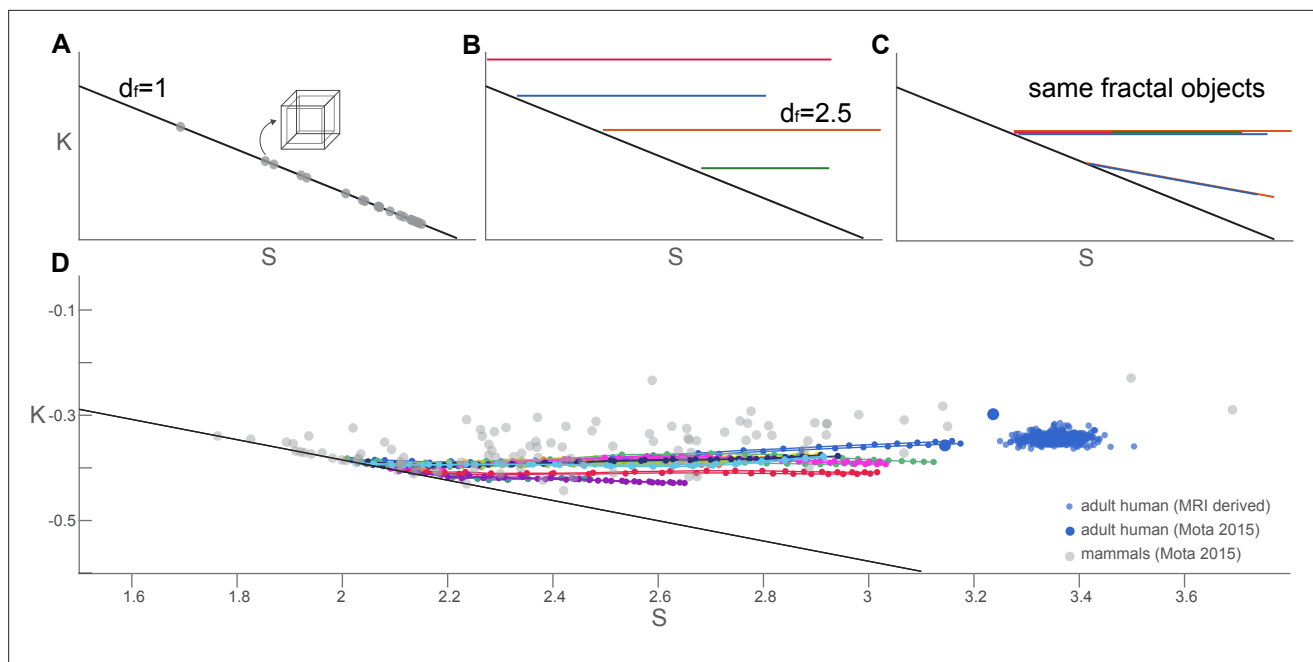 A
B
C
df=1
K
S
df=2.5
S
same fractal objects
S
D
-0.1
-0.3
K
-0.5
adult human (MRI derived)
adult human (Mota 2015)
mammals (Mota 2015)
1.6 1.8 2 2.2 2.4 2.6 2.8 3 3.2 3.4 3.6
S